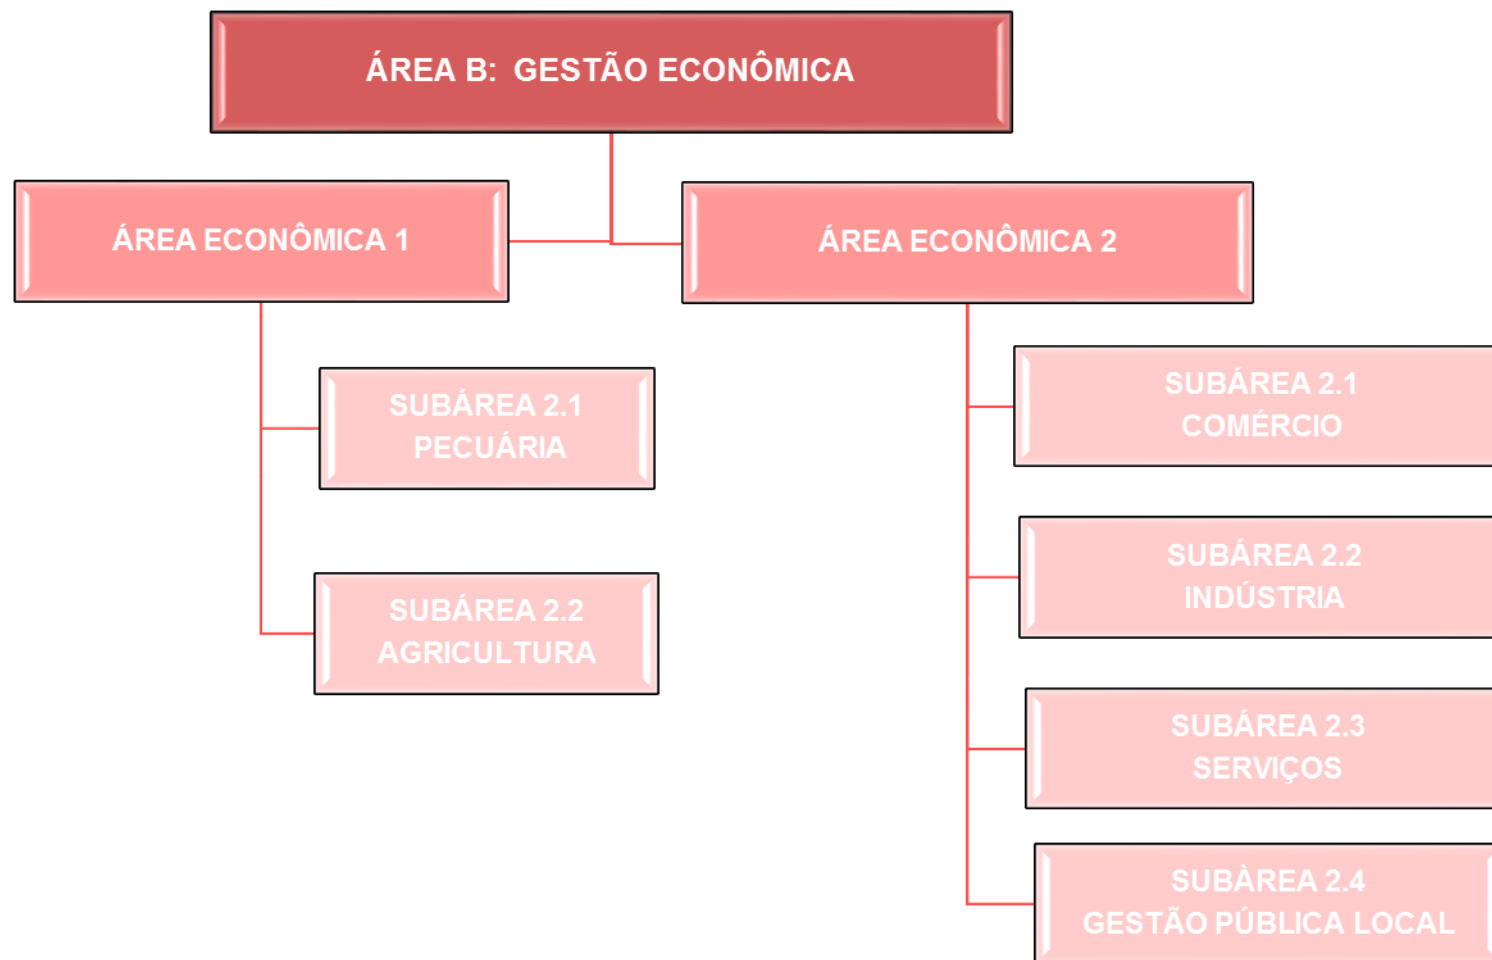 ÁREA B: GESTÃO ECONÔMICA
ÁREA ECONÔMICA 1
SUBÁREA 2.1
PECUÁRIA
SUBÁREA 2.2
AGRICULTURA
ÁREA ECONÔMICA 2
SUBÁREA 2.1
COMÉRCIO
SUBÁREA 2.2
INDÚSTRIA
SUBÁREA 2.3
SERVIÇOS
SUBÀREA 2.4
GESTÃO PÚBLICA LOCAL